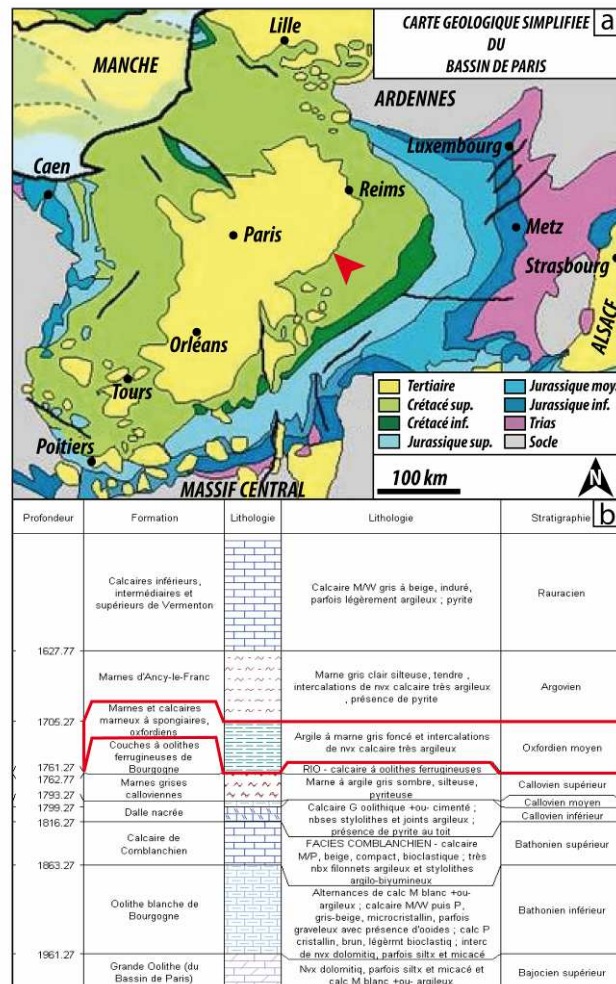 a
CARTE GEOLOGIQUE SIMPLIFIEE
DU
BASSIN DE PARIS
Lille
MANCHE
ARDENNES
Luxembourg
Caen
Reims
Paris
Metz
Strasbourg
ALSACE
Orléans
Tours
Poitiers
MASSIF CENTRAL
Tertiaire
Crétacé sup.
Crétacé inf.
Jurassique sup.
Jurassique moy.
Jurassique inf.
Trias
Socle
100 km
N
b
Profondeur Formation Lithologie Lithologie Stratigraphie
Calcaires inférieurs,
intermédiaires et
supérieurs de Vermenton
Calcaire M/W gris à beige, induré,
parfois légèrement argileux ; pyrite
Rauracien
1627.77
Marnes d'Ancy-le-Franc
Marne gris clair silteuse, tendre ,
intercalations de nvx calcaire très argileux
, présence de pyrite
Argovien
1705.27
Marnes et calcaires
marneux à spongiaires,
oxfordiens
Argile à marne gris foncé et intercalations
de nvx calcaire très argileux
Oxfordien moyen
Couches à oolithes
ferrugineuses de
Bourgogne
RIO - calcaire à oolithes ferrugineuses
1761.27
1762.77
Marnes grises
calloviennes
Marne à argile gris sombre, silteuse,
pyriteuse
Callovien supérieur
1793.27
Callovien moyen
1799.27
Dalle nacrée
Calcaire G oolithique +ou- cimenté ;
nbses stylolithes et joints argileux ;
présence de pyrite au toit
Callovien inférieur
1816.27
Calcaire de
Comblanchien
FACIES COMBLANCHIEN - calcaire
M/P, beige, compact, bioclastique ; très
nbx filonnets argileux et stylolithes
argilo-biyumineux
Bathonien supérieur
1863.27
Oolithe blanche de
Bourgogne
Alternances de calc M blanc +ou-
argileux ; calcaire M/W puis P,
gris-beige, microcristallin, parfois
graveleux avec présence d'ooides ; calc P
cristallin, brun, légèrmt bioclastiq ; interc
de nvx dolomitiq, parfois siltx et micacé
Bathonien inférieur
1961.27
Grande Oolithe (du
Bassin de Paris)
Nvx dolomitiq, parfois siltx et micacé et
calc M blanc +ou- argileux
Bajocien supérieur